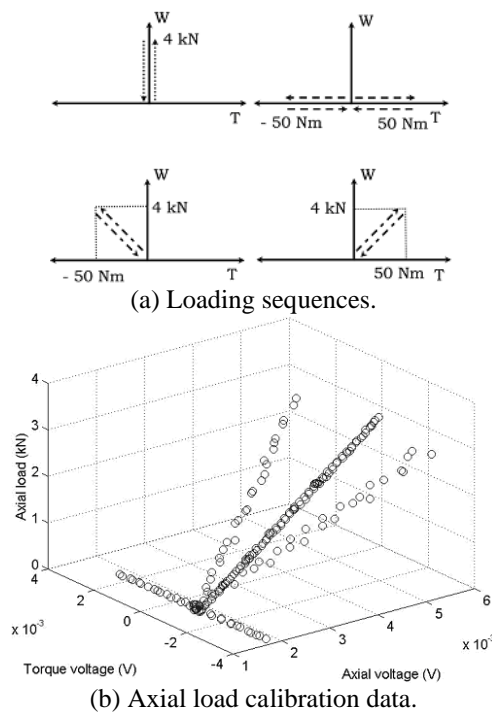 W
4 kN
T
W
- 50 Nm
50 Nm
T
W
4 kN
- 50 Nm
T
W
4 kN
50 Nm
T
(a) Loading sequences.
Axial load (kN)
4
3
2
1
0
4
2
0
-2
-4
x 10⁻³
Torque voltage (V)
1
2
3
4
5
6
x 10⁻³
Axial voltage (V)
(b) Axial load calibration data.